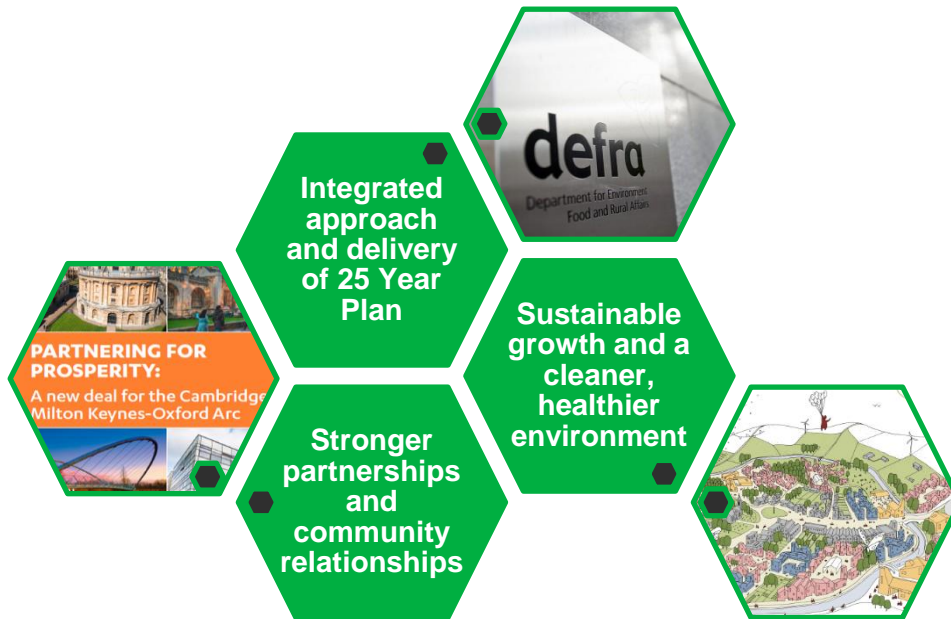 defra
Department for Environment
Food and Rural Affairs
Integrated
approach
and delivery
of 25 Year
Plan
Sustainable
growth and a
cleaner,
healthier
environment
PARTNERING FOR
PROSPERITY:
A new deal for the Cambridge
Milton Keynes-Oxford Arc
Stronger
partnerships
and
community
relationships